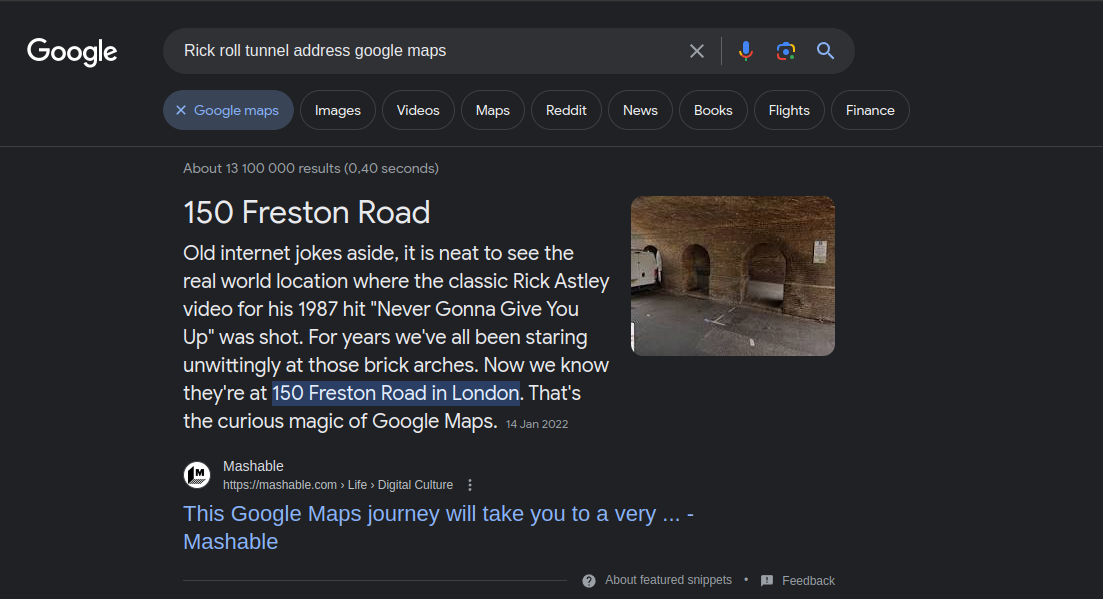 Google
Rick roll tunnel address google maps
Google maps
Images
Videos
Maps
Reddit
News
Books
Flights
Finance
About 13 100 000 results (0,40 seconds)
150 Freston Road
Old internet jokes aside, it is neat to see the
real world location where the classic Rick Astley
video for his 1987 hit "Never Gonna Give You
Up" was shot. For years we've all been staring
unwittingly at those brick arches. Now we know
they're at 150 Freston Road in London. That's
the curious magic of Google Maps. 14 Jan 2022
M
Mashable
https://mashable.com › Life › Digital Culture
This Google Maps journey will take you to a very ... -
Mashable
About featured snippets • Feedback